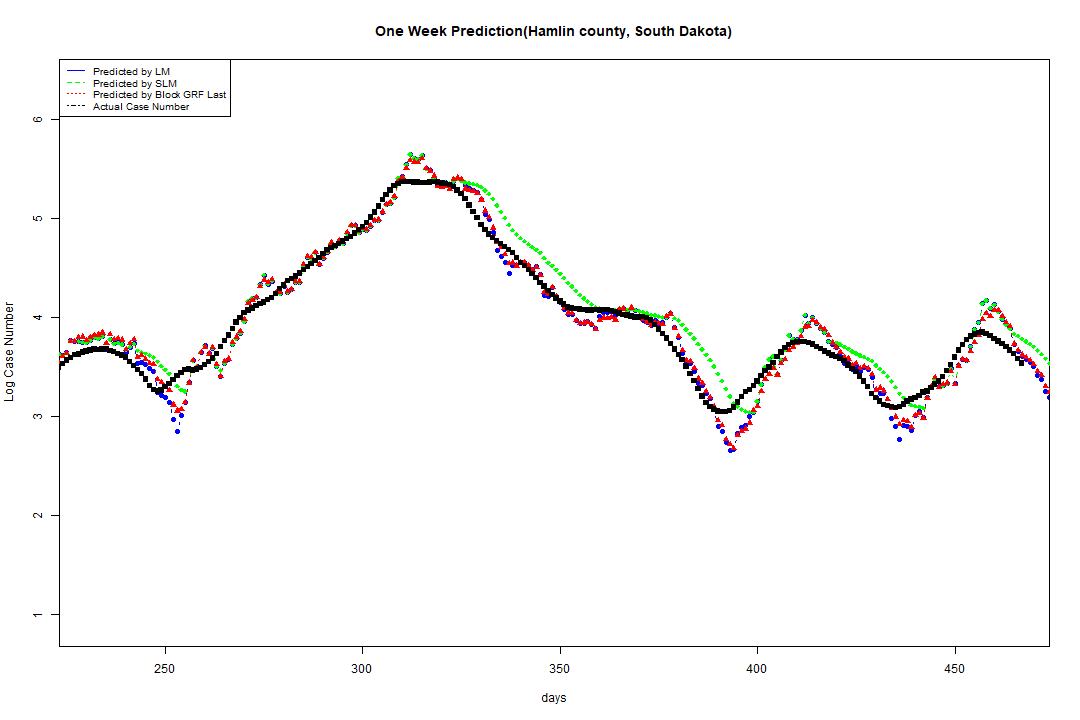 One Week Prediction(Hamlin county, South Dakota)
Predicted by LM
Predicted by SLM
Predicted by Block GRF Last
Actual Case Number
6
5
4
3
2
1
Log Case Number
250 300 350 400 450
days